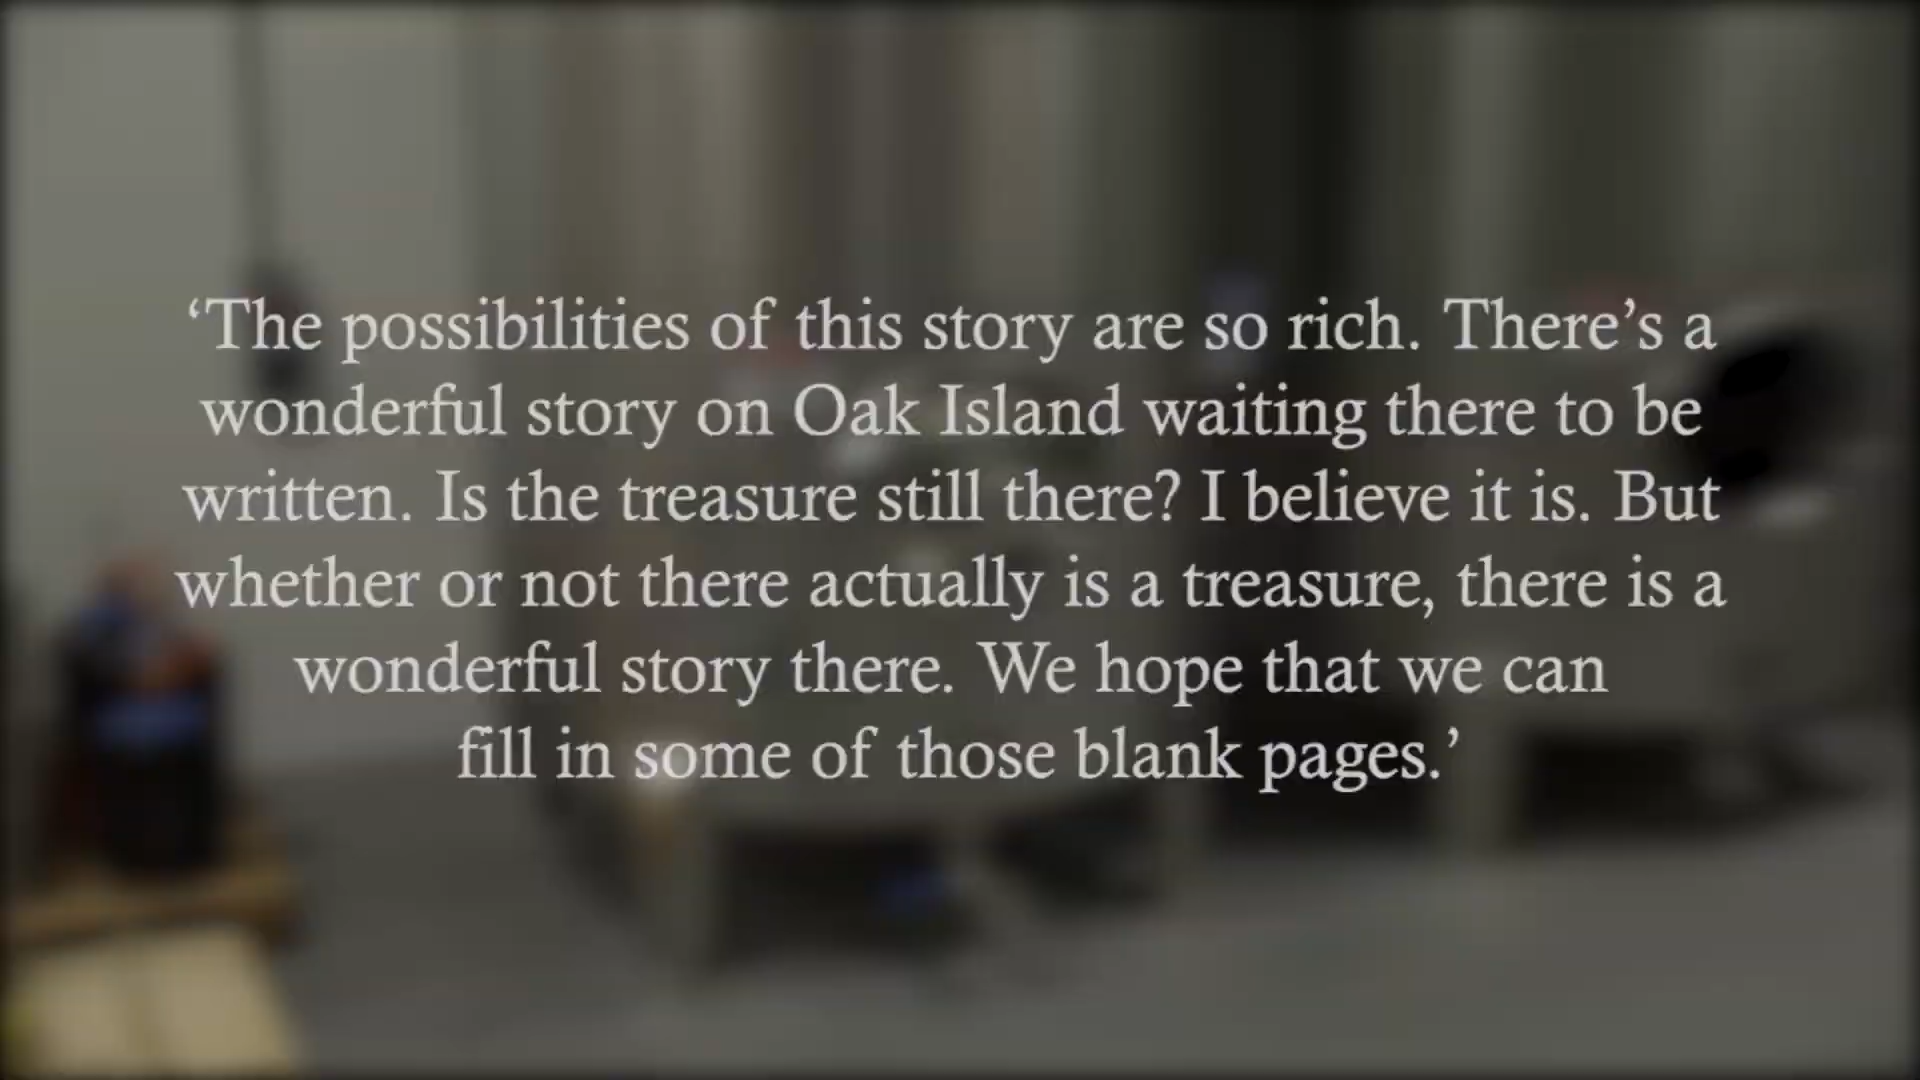 ‘The possibilities of this story are so rich. There’s a
wonderful story on Oak Island waiting there to be
written. Is the treasure still there? I believe it is. But
whether or not there actually is a treasure, there is a
wonderful story there. We hope that we can
fill in some of those blank pages.’